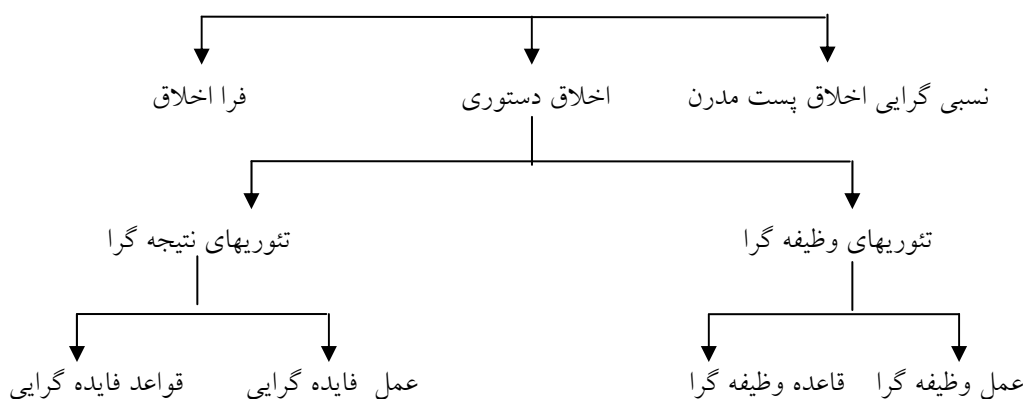 نسبی گرایی اخلاق پست مدرن
اخلاق دستوری
فرا اخلاق
تئوریهای وظیفه گرا
تئوریهای نتیجه گرا
عمل وظیفه گرا
قاعده وظیفه گرا
عمل فایده گرایی
قواعد فایده گرایی